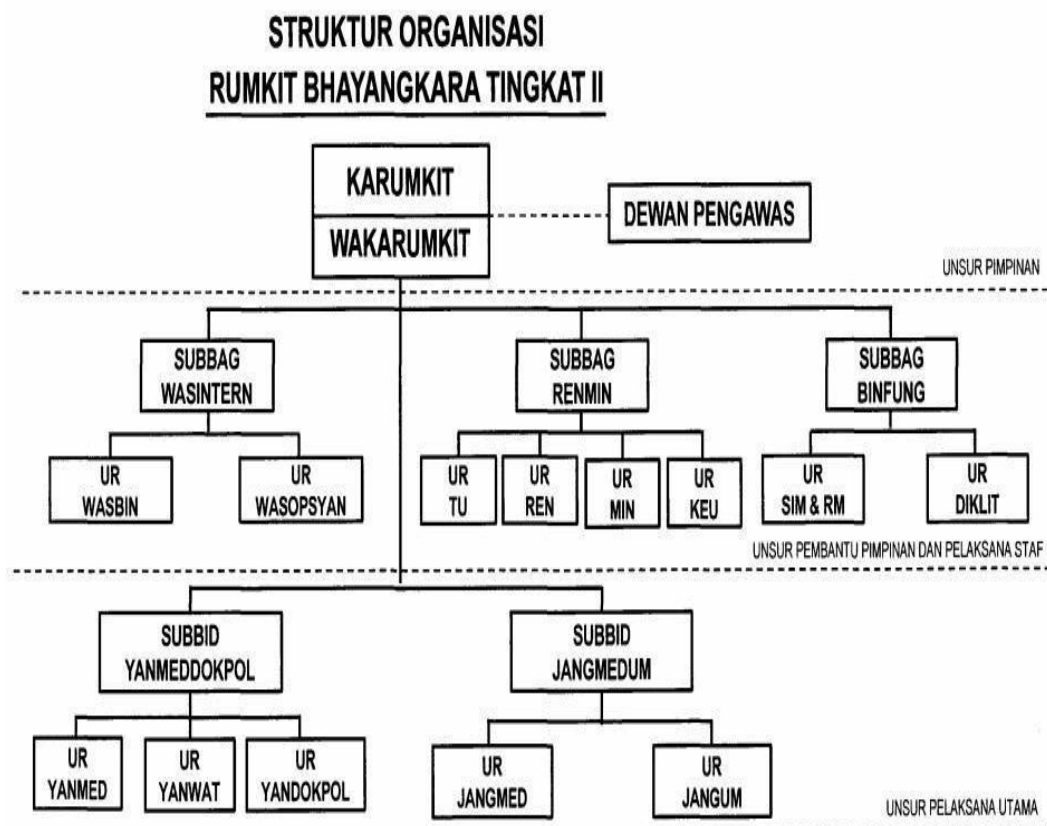 STRUKTUR ORGANISASI
RUMKIT BHAYANGKARA TINGKAT II
KARUMKIT
WAKARUMKIT
DEWAN PENGAWAS
UNSUR PIMPINAN
SUBBAG
WASINTERN
SUBBAG
RENMIN
SUBBAG
BINFUNG
UR
WASBIN
UR
WASOPSYAN
UR
TU
UR
REN
UR
MIN
UR
KEU
UR
SIM & RM
UR
DIKLIT
UNSUR PEMBANTU PIMPINAN DAN PELAKSANA STAF
SUBBID
YANMEDDOKPOL
SUBBID
JANGMEDUM
UR
YANMED
UR
YANWAT
UR
YANDOKPOL
UR
JANGMED
UR
JANGUM
UNSUR PELAKSANA UTAMA